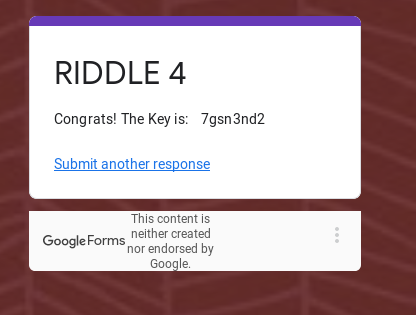 RIDDLE 4
Congrats! The Key is: 7gsn3nd2
Submit another response
Google Forms
This content is
neither created
nor endorsed by
Google.